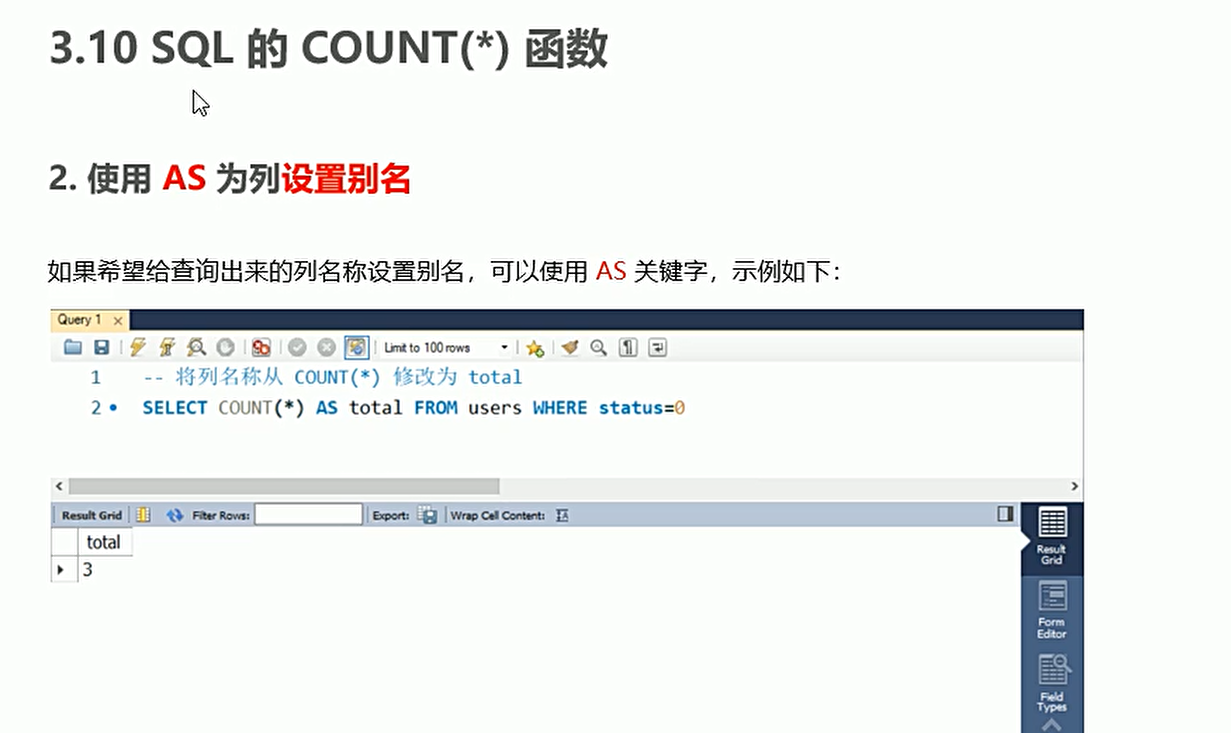 3.10 SQL 的 COUNT(*) 函数
2. 使用 AS 为列设置别名
如果希望给查询出来的列名称设置别名，可以使用 AS 关键字，示例如下：
Query 1
Limit to 100 rows
1 -- 将列名称从 COUNT(*) 修改为 total
2 SELECT COUNT(*) AS total FROM users WHERE status=0
Result Grid Filter Rows: Export: Wrap Cell Content:
total
3
Result
Grid
Form
Editor
Field
Types